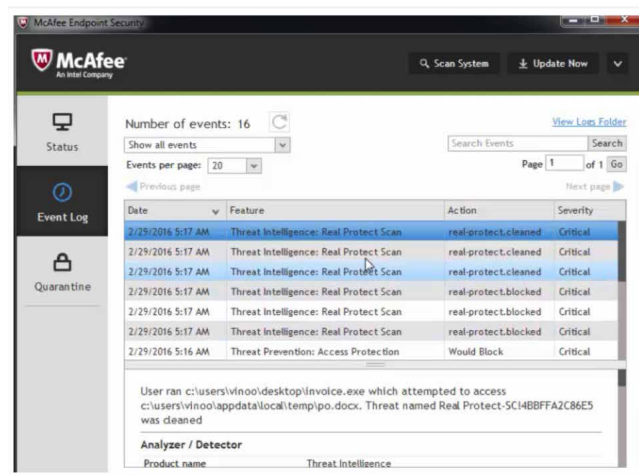 McAfee Endpoint Security
McAfee
An Intel Company
Scan System
Update Now
Status
Event Log
Quarantine
Number of events: 16
View Logs Folder
Show all events
Search Events
Search
Events per page: 20
Page 1 of 1 Go
Previous page
Next page
Date Feature Action Severity
2/29/2016 5:17 AM Threat Intelligence: Real Protect Scan real-protect.cleaned Critical
2/29/2016 5:17 AM Threat Intelligence: Real Protect Scan real-protect.cleaned Critical
2/29/2016 5:17 AM Threat Intelligence: Real Protect Scan real-protect.cleaned Critical
2/29/2016 5:17 AM Threat Intelligence: Real Protect Scan real-protect.blocked Critical
2/29/2016 5:17 AM Threat Intelligence: Real Protect Scan real-protect.blocked Critical
2/29/2016 5:17 AM Threat Intelligence: Real Protect Scan real-protect.blocked Critical
2/29/2016 5:16 AM Threat Prevention: Access Protection Would Block Critical
User ran c:\users\vinoo\desktop\invoice.exe which attempted to access
c:\users\vinoo\appdata\local\temp\po.docx. Threat named Real Protect-SCI4BBFFA2C86E5
was cleaned
Analyzer / Detector
Product name Threat Intelligence